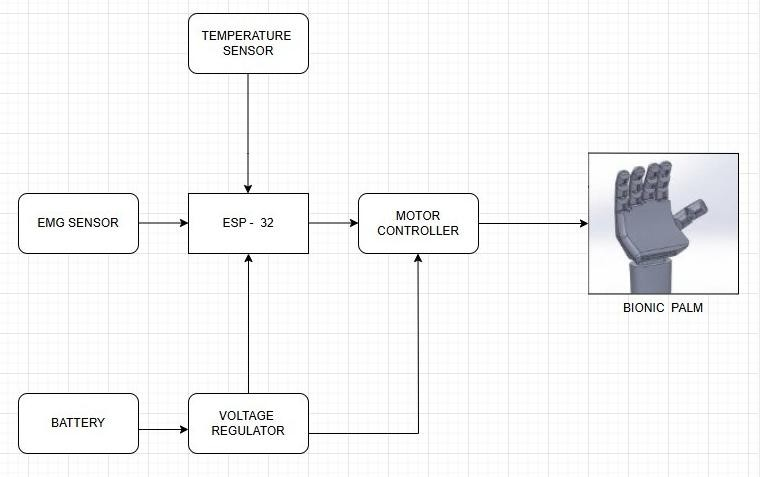 TEMPERATURE
SENSOR
EMG SENSOR
ESP - 32
MOTOR
CONTROLLER
BIONIC PALM
BATTERY
VOLTAGE
REGULATOR